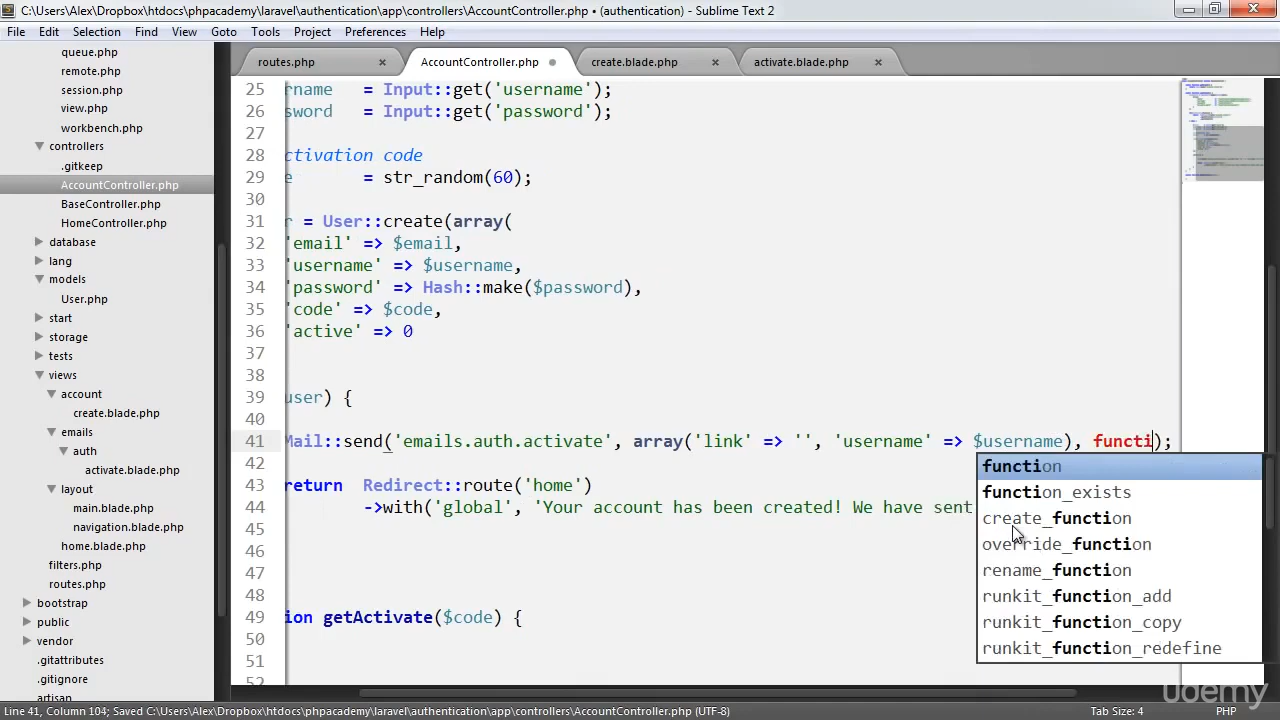 C:\Users\Alex\Dropbox\htdocs\phpacademy\laravel\authentication\app\controllers\AccountController.php • (authentication) - Sublime Text 2
File Edit Selection Find View Goto Tools Project Preferences Help
queue.php
remote.php
session.php
view.php
workbench.php
controllers
.gitkeep
AccountController.php
BaseController.php
HomeController.php
database
lang
models
User.php
start
storage
tests
views
account
create.blade.php
emails
auth
activate.blade.php
layout
main.blade.php
navigation.blade.php
home.blade.php
filters.php
routes.php
bootstrap
public
vendor
.gitattributes
.gitignore
artisan
routes.php × AccountController.php create.blade.php × activate.blade.php ×
25 rname = Input::get('username');
26 sword = Input::get('password');
27
28 ctivation code
29 e = str_random(60);
30
31 r = User::create(array(
32 'email' => $email,
33 'username' => $username,
34 'password' => Hash::make($password),
35 'code' => $code,
36 'active' => 0
37
38
39 user) {
40
41 Mail::send('emails.auth.activate', array('link' => '', 'username' => $username), functi);
42
43 return Redirect::route('home')
44 ->with('global', 'Your account has been created! We have sent
45
46
47
48
49 ion getActivate($code) {
50
51
52
function
function_exists
create_function
override_function
rename_function
runkit_function_add
runkit_function_copy
runkit_function_redefine
udemy
Line 41, Column 104; Saved C:\Users\Alex\Dropbox\htdocs\phpacademy\laravel\authentication\app\controllers\AccountController.php (UTF-8) Tab Size: 4 PHP